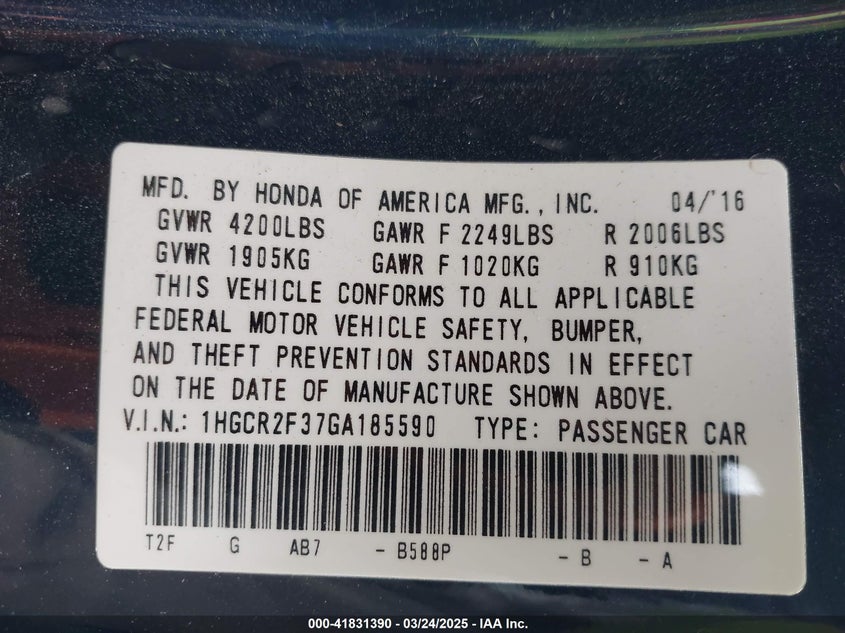 MFD. BY HONDA OF AMERICA MFG., INC. 04/'16
GVWR 4200LBS GAWR F 2249LBS R 2006LBS
GVWR 1905KG GAWR F 1020KG R 910KG
THIS VEHICLE CONFORMS TO ALL APPLICABLE
FEDERAL MOTOR VEHICLE SAFETY, BUMPER,
AND THEFT PREVENTION STANDARDS IN EFFECT
ON THE DATE OF MANUFACTURE SHOWN ABOVE.
V.I.N.: 1HGCR2F37GA185590 TYPE: PASSENGER CAR
T2F G AB7 - B588P - B - A
000-41831390 - 03/24/2025 - IAA Inc.